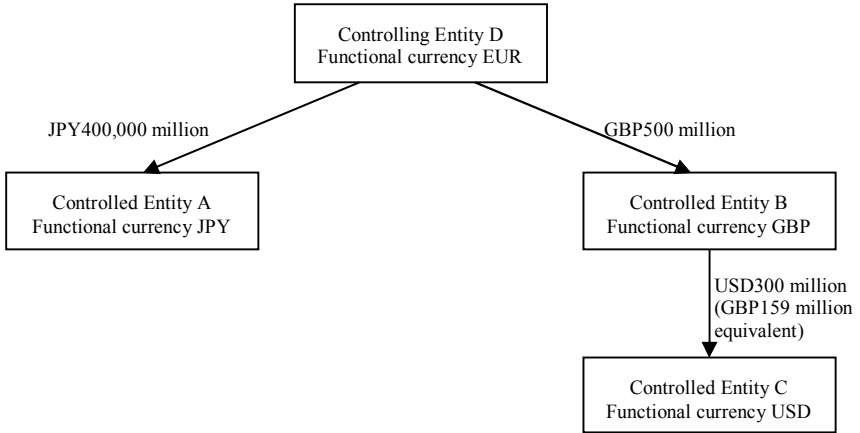 Controlling Entity D
Functional currency EUR
JPY400,000 million
GBP500 million
Controlled Entity A
Functional currency JPY
Controlled Entity B
Functional currency GBP
USD300 million
(GBP159 million
equivalent)
Controlled Entity C
Functional currency USD